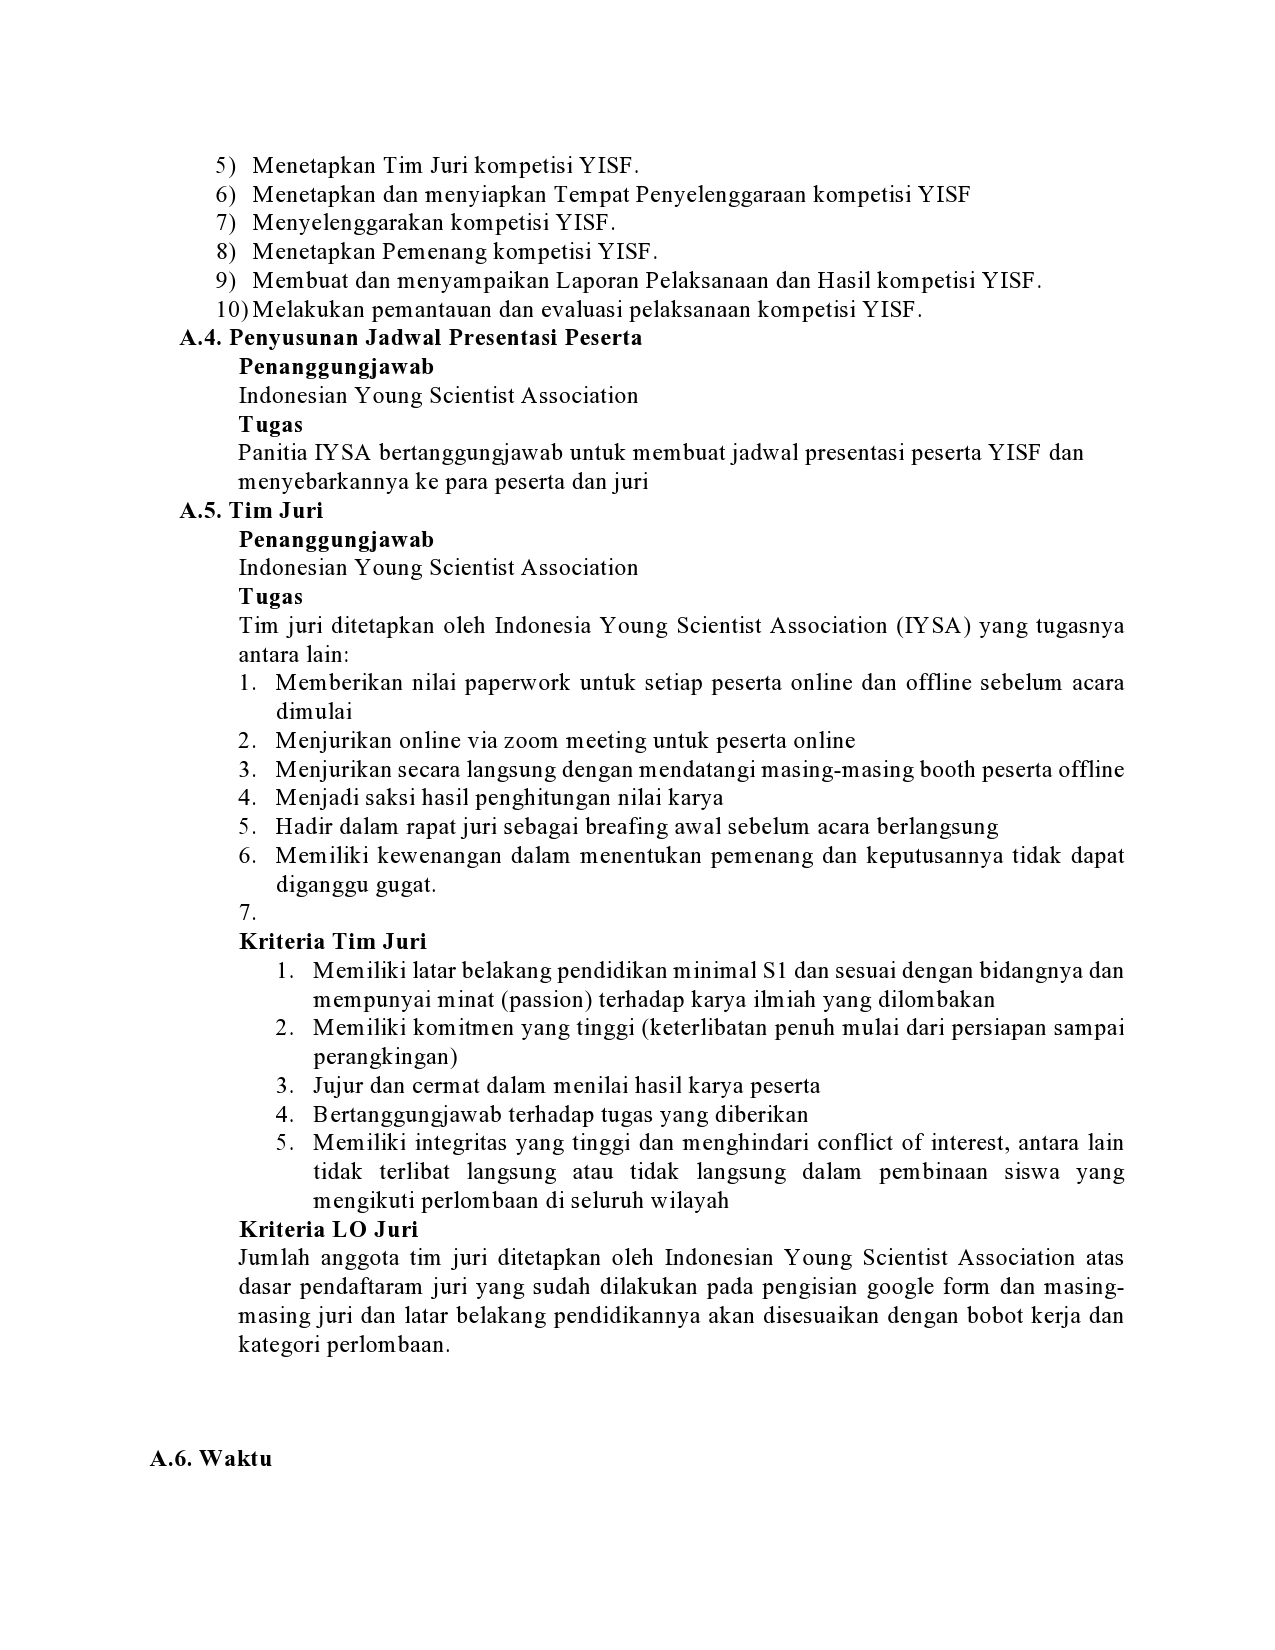 5) Menetapkan Tim Juri kompetisi YISF.
6) Menetapkan dan menyiapkan Tempat Penyelenggaraan kompetisi YISF
7) Menyelenggarakan kompetisi YISF.
8) Menetapkan Pemenang kompetisi YISF.
9) Membuat dan menyampaikan Laporan Pelaksanaan dan Hasil kompetisi YISF.
10) Melakukan pemantauan dan evaluasi pelaksanaan kompetisi YISF.
A.4. Penyusunan Jadwal Presentasi Peserta
Penanggungjawab
Indonesian Young Scientist Association
Tugas
Panitia IYSA bertanggungjawab untuk membuat jadwal presentasi peserta YISF dan
menyebarkannya ke para peserta dan juri
A.5. Tim Juri
Penanggungjawab
Indonesian Young Scientist Association
Tugas
Tim juri ditetapkan oleh Indonesia Young Scientist Association (IYSA) yang tugasnya
antara lain:
1. Memberikan nilai paperwork untuk setiap peserta online dan offline sebelum acara
dimulai
2. Menjurikan online via zoom meeting untuk peserta online
3. Menjurikan secara langsung dengan mendatangi masing-masing booth peserta offline
4. Menjadi saksi hasil penghitungan nilai karya
5. Hadir dalam rapat juri sebagai breafing awal sebelum acara berlangsung
6. Memiliki kewenangan dalam menentukan pemenang dan keputusannya tidak dapat
diganggu gugat.
7.
Kriteria Tim Juri
1. Memiliki latar belakang pendidikan minimal S1 dan sesuai dengan bidangnya dan
mempunyai minat (passion) terhadap karya ilmiah yang dilombakan
2. Memiliki komitmen yang tinggi (keterlibatan penuh mulai dari persiapan sampai
perangkingan)
3. Jujur dan cermat dalam menilai hasil karya peserta
4. Bertanggungjawab terhadap tugas yang diberikan
5. Memiliki integritas yang tinggi dan menghindari conflict of interest, antara lain
tidak terlibat langsung atau tidak langsung dalam pembinaan siswa yang
mengikuti perlombaan di seluruh wilayah
Kriteria LO Juri
Jumlah anggota tim juri ditetapkan oleh Indonesian Young Scientist Association atas
dasar pendaftaram juri yang sudah dilakukan pada pengisian google form dan masing-
masing juri dan latar belakang pendidikannya akan disesuaikan dengan bobot kerja dan
kategori perlombaan.
A.6. Waktu